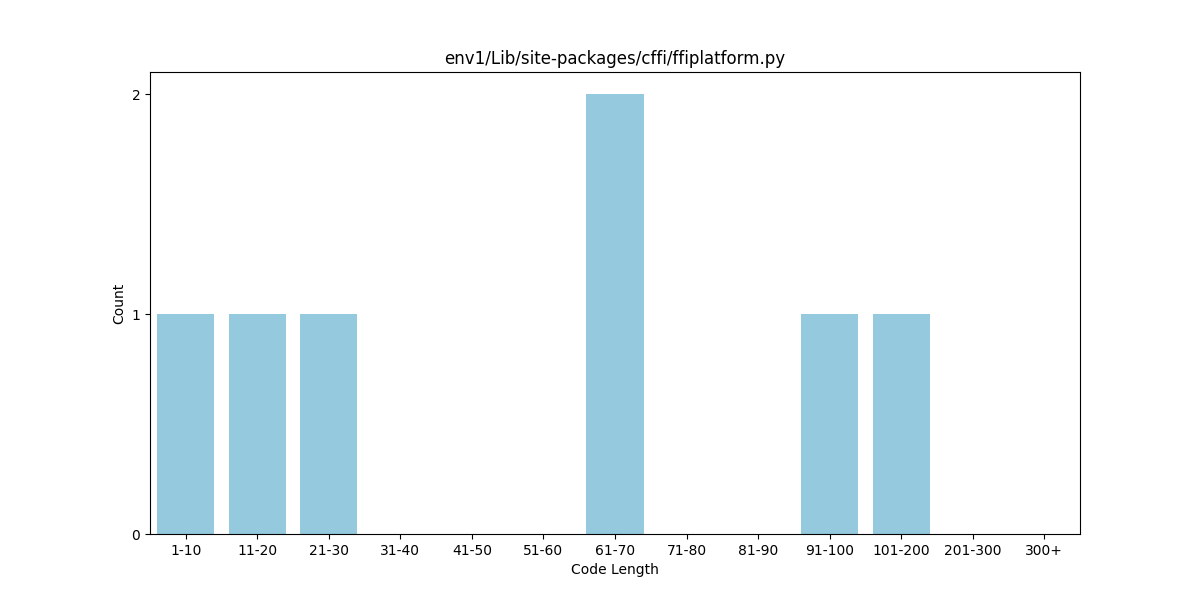 env1/Lib/site-packages/cffi/ffiplatform.py
2
1
0
Count
1-10 11-20 21-30 31-40 41-50 51-60 61-70 71-80 81-90 91-100 101-200 201-300 300+
Code Length